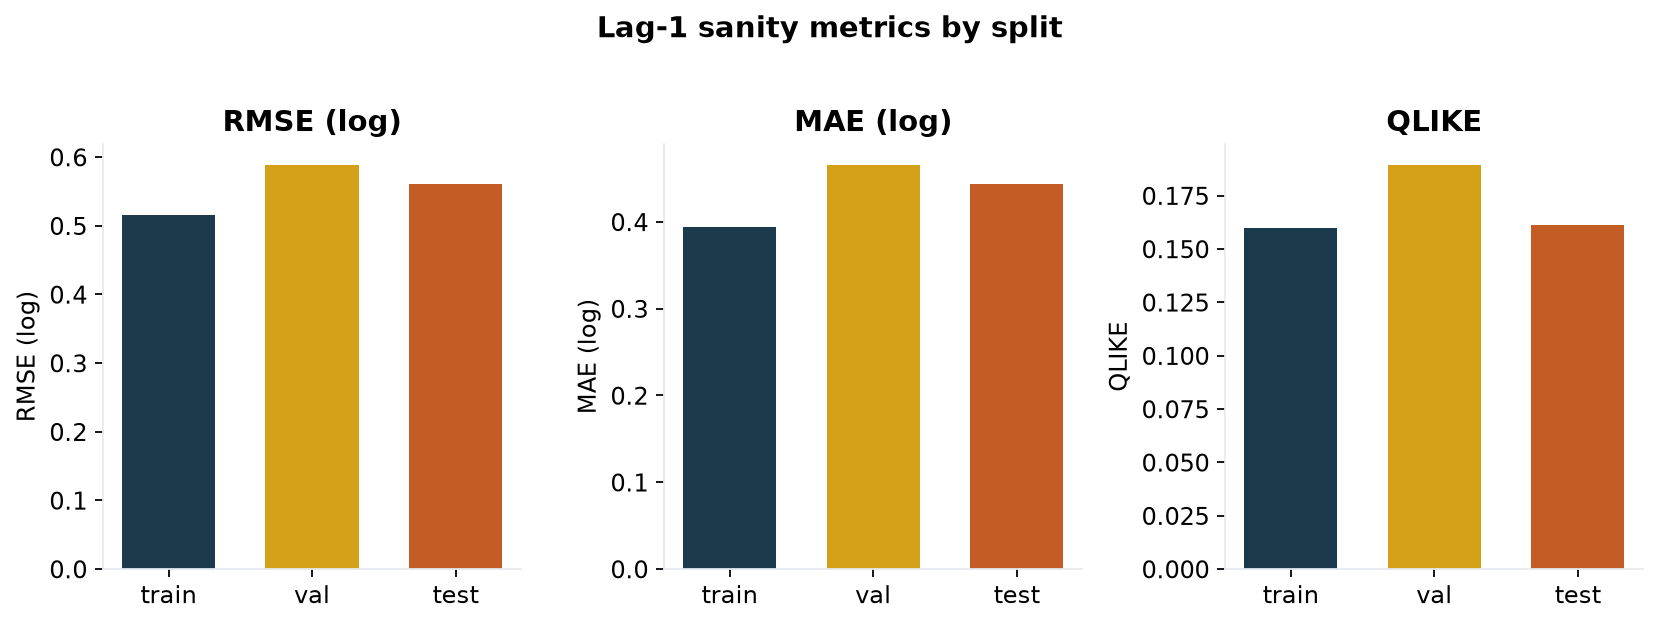 Lag-1 sanity metrics by split
RMSE (log)
RMSE (log)
0.6
0.5
0.4
0.3
0.2
0.1
0.0
train val test
MAE (log)
MAE (log)
0.4
0.3
0.2
0.1
0.0
train val test
QLIKE
QLIKE
0.175
0.150
0.125
0.100
0.075
0.050
0.025
0.000
train val test